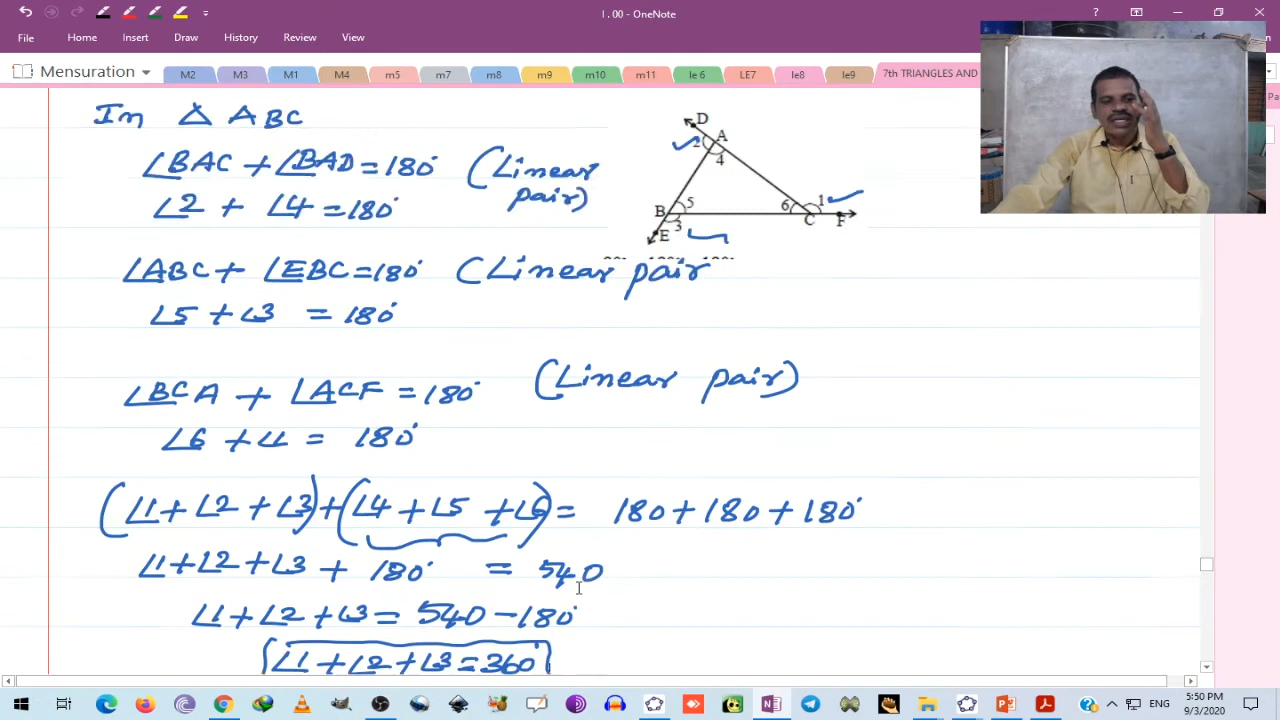 1.00 - OneNote
File Home Insert Draw History Review View
Mensuration M2 M3 M1 M4 m5 m7 m8 m9 m10 m11 le 6 LE7 le8 le9 7th TRIANGLES AND
In △ ABC
∠BAC + ∠BAD = 180° (Linear pair)
∠2 + ∠4 = 180°
D
2 A
4
B 5 6 1
3 C F
E
∠ABC + ∠EBC = 180° (Linear pair
∠5 + ∠3 = 180°
∠BCA + ∠ACF = 180° (Linear pair)
∠6 + ∠1 = 180°
(∠1 + ∠2 + ∠3) + (∠4 + ∠5 + ∠6) = 180 + 180 + 180°
∠1 + ∠2 + ∠3 + 180° = 540
∠1 + ∠2 + ∠3 = 540 - 180°
∠1 + ∠2 + ∠3 = 360°
5:50 PM
ENG
9/3/2020